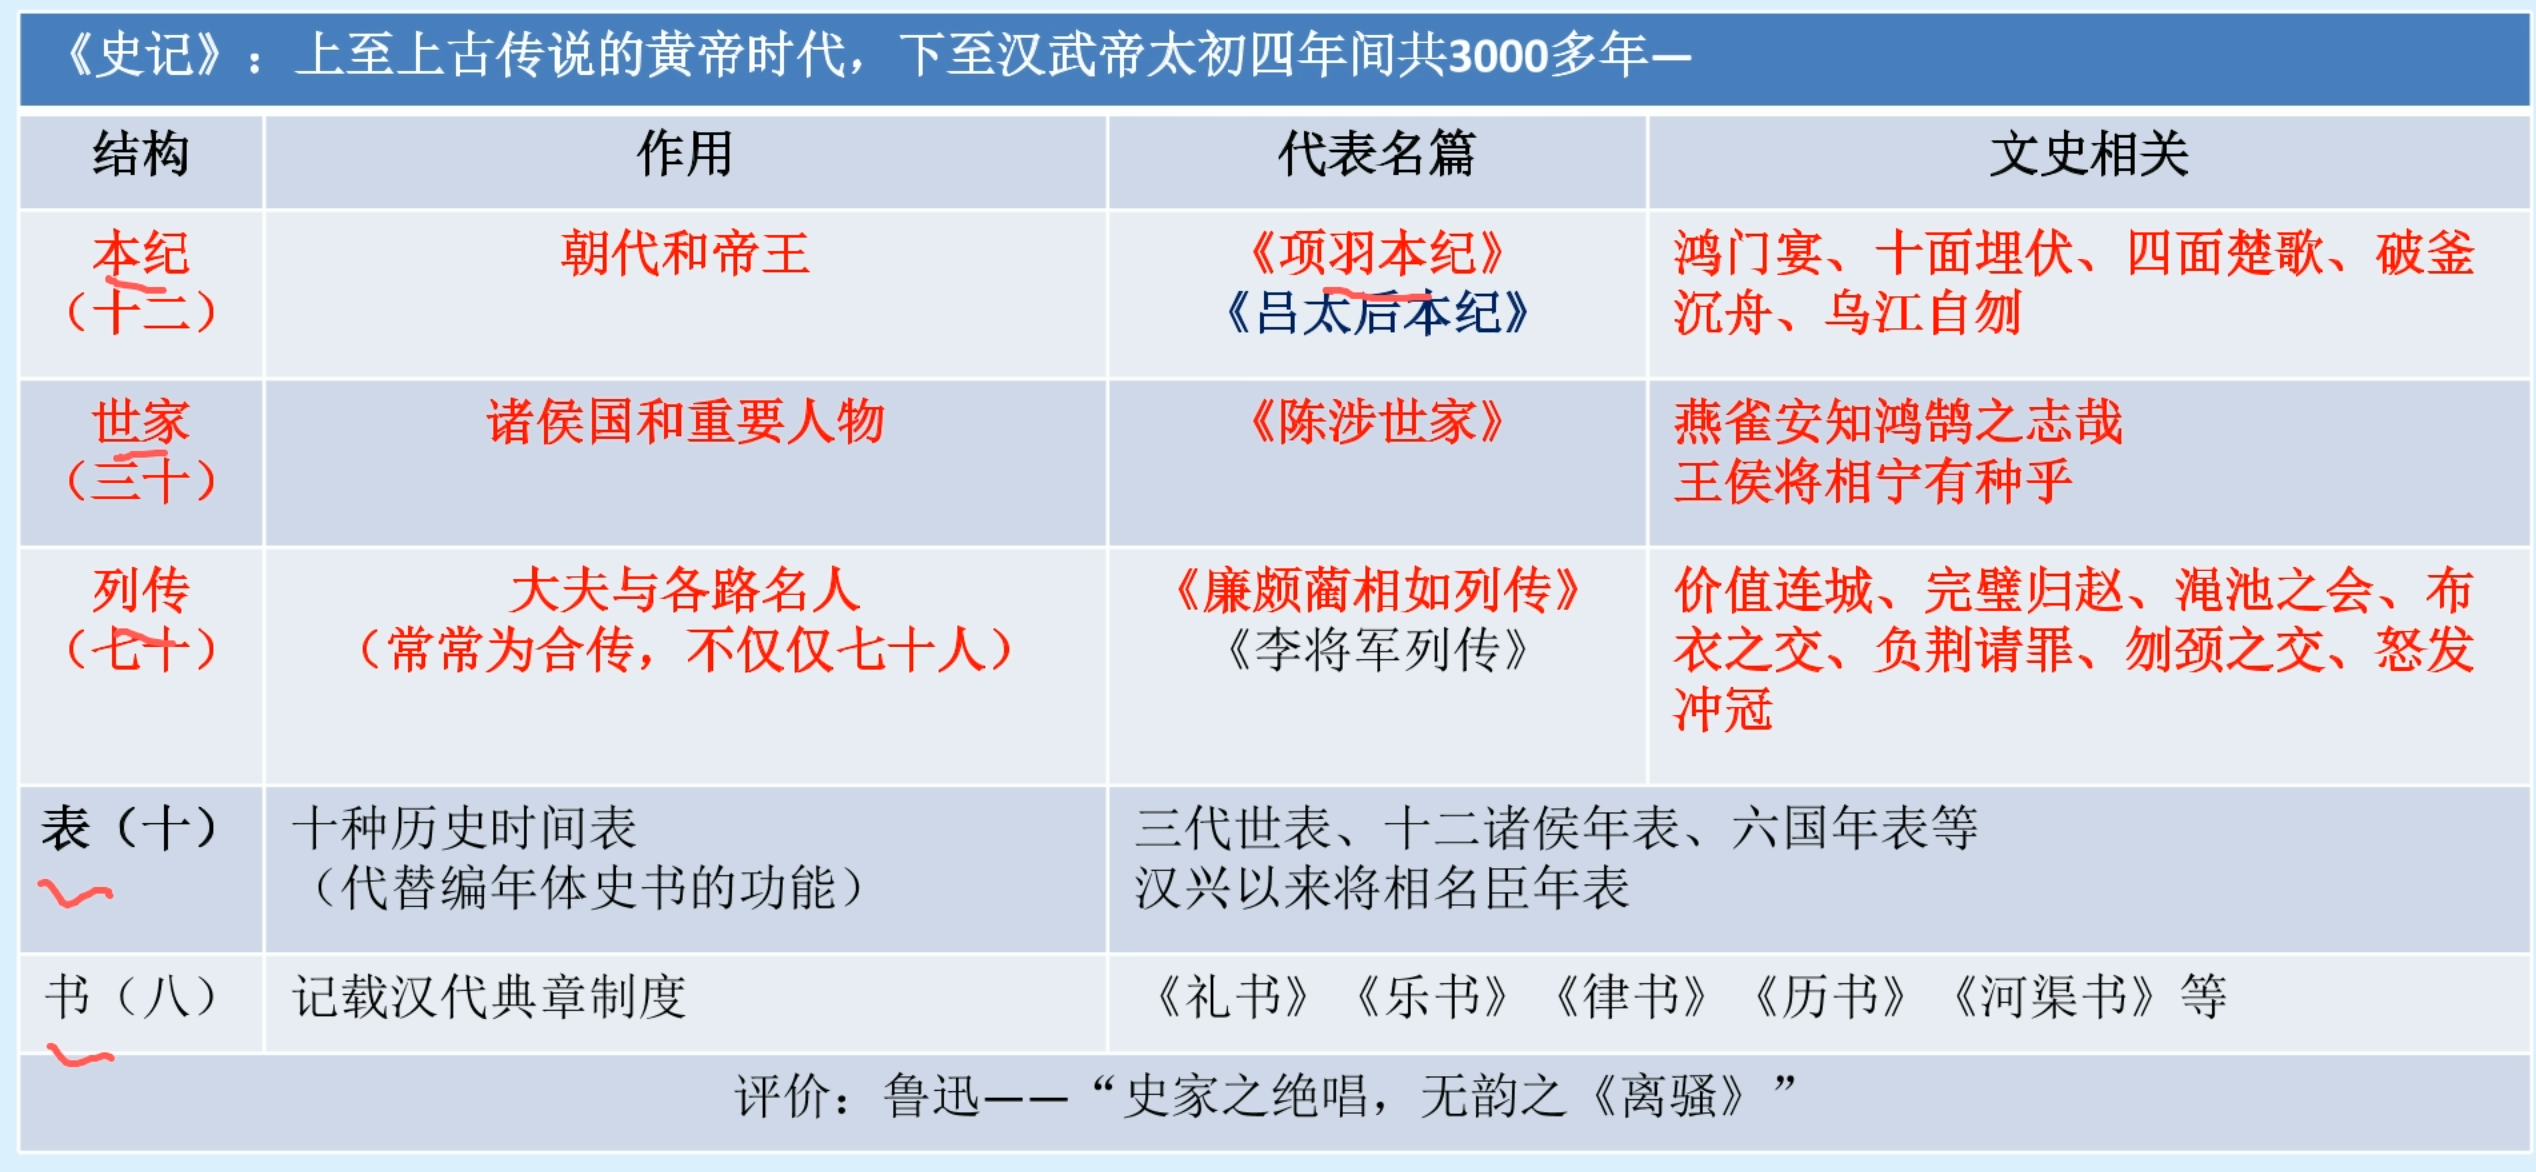 《史记》：上至上古传说的黄帝时代，下至汉武帝太初四年间共3000多年—
结构
作用
代表名篇
文史相关
本纪
（十二）
朝代和帝王
《项羽本纪》
《吕太后本纪》
鸿门宴、十面埋伏、四面楚歌、破釜
沉舟、乌江自刎
世家
（三十）
诸侯国和重要人物
《陈涉世家》
燕雀安知鸿鹄之志哉
王侯将相宁有种乎
列传
（七十）
大夫与各路名人
（常常为合传，不仅仅七十人）
《廉颇蔺相如列传》
《李将军列传》
价值连城、完璧归赵、渑池之会、布
衣之交、负荆请罪、刎颈之交、怒发
冲冠
表（十）
十种历史时间表
（代替编年体史书的功能）
三代世表、十二诸侯年表、六国年表等
汉兴以来将相名臣年表
书（八）
记载汉代典章制度
《礼书》《乐书》《律书》《历书》《河渠书》等
评价：鲁迅——“史家之绝唱，无韵之《离骚》”